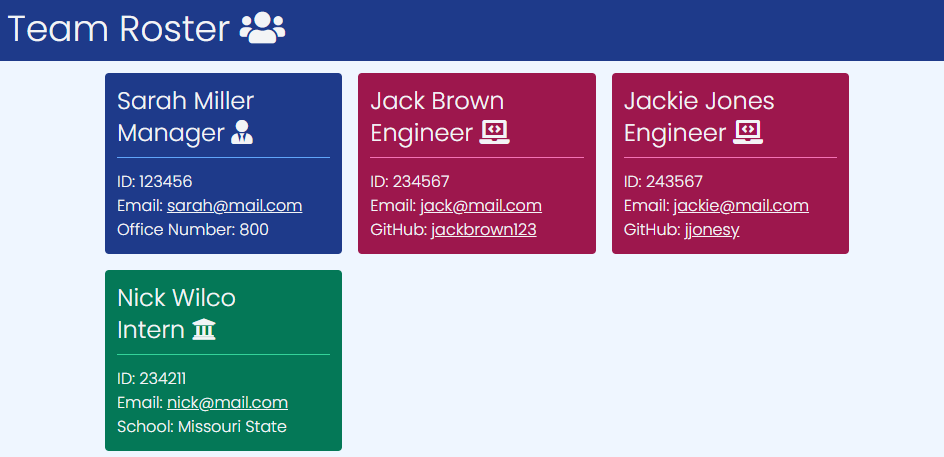 Team Roster
Sarah Miller
Manager
ID: 123456
Email: sarah@mail.com
Office Number: 800
Jack Brown
Engineer
ID: 234567
Email: jack@mail.com
GitHub: jackbrown123
Jackie Jones
Engineer
ID: 243567
Email: jackie@mail.com
GitHub: jjonesy
Nick Wilco
Intern
ID: 234211
Email: nick@mail.com
School: Missouri State